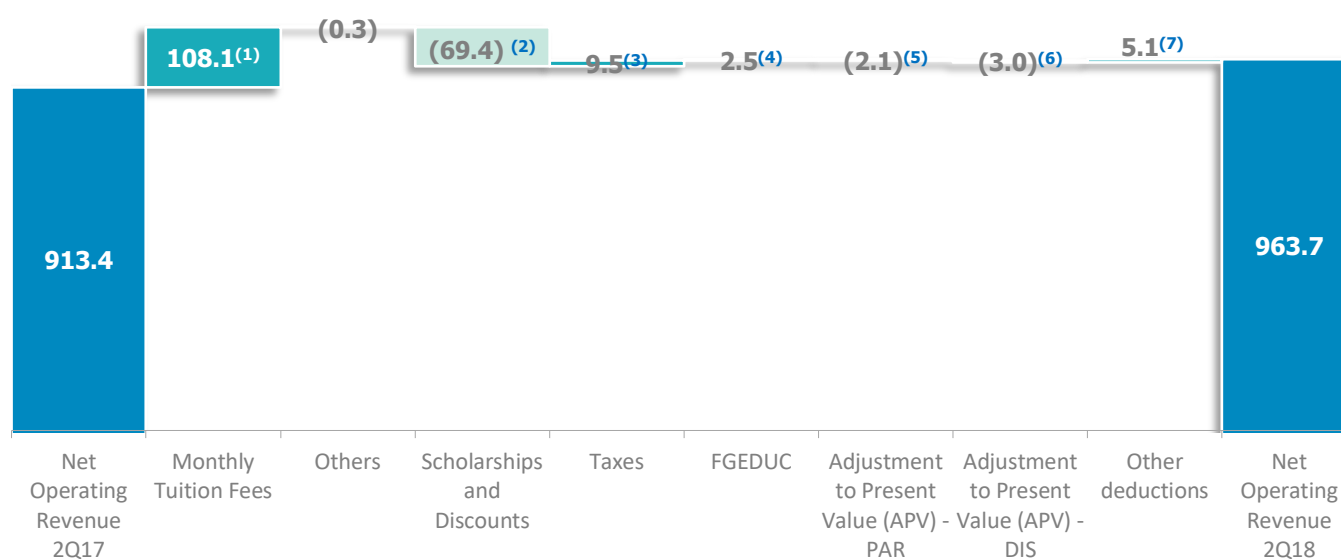 108.1(1)
(0.3)
(69.4) (2)
9.5(3)
2.5(4)
(2.1)(5)
(3.0)(6)
5.1(7)
913.4
963.7
Net
Operating
Revenue
2Q17
Monthly
Tuition Fees
Others
Scholarships
and
Discounts
Taxes
FGEDUC
Adjustment
to Present
Value (APV) -
PAR
Adjustment
to Present
Value (APV) -
DIS
Other
deductions
Net
Operating
Revenue
2Q18